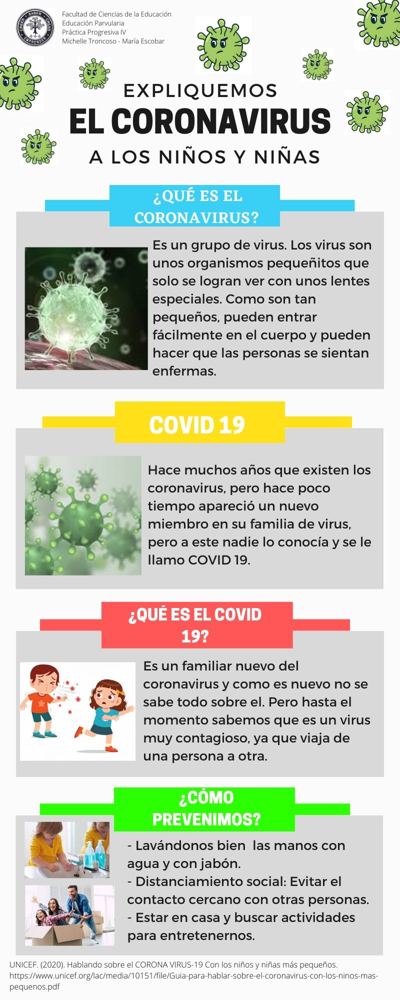 CREER SABER CREAR
EMPRENDER
Facultad de Ciencias de la Educación
Educación Parvularia
Práctica Progresiva IV
Michelle Troncoso - María Escobar
EXPLIQUEMOS
EL CORONAVIRUS
A LOS NIÑOS Y NIÑAS
¿QUÉ ES EL
CORONAVIRUS?
Es un grupo de virus. Los virus son
unos organismos pequeñitos que
solo se logran ver con unos lentes
especiales. Como son tan
pequeños, pueden entrar
fácilmente en el cuerpo y pueden
hacer que las personas se sientan
enfermas.
COVID 19
Hace muchos años que existen los
coronavirus, pero hace poco
tiempo apareció un nuevo
miembro en su familia de virus,
pero a este nadie lo conocía y se le
llamo COVID 19.
¿QUÉ ES EL COVID
19?
Es un familiar nuevo del
coronavirus y como es nuevo no se
sabe todo sobre el. Pero hasta el
momento sabemos que es un virus
muy contagioso, ya que viaja de
una persona a otra.
¿CÓMO
PREVENIMOS?
- Lavándonos bien  las manos con
agua y con jabón.
- Distanciamiento social: Evitar el
contacto cercano con otras personas.
- Estar en casa y buscar actividades
para entretenernos.
UNICEF. (2020). Hablando sobre el CORONA VIRUS-19 Con los niños y niñas más pequeños.
https://www.unicef.org/lac/media/10151/file/Guia-para-hablar-sobre-el-coronavirus-con-los-ninos-mas-
pequenos.pdf